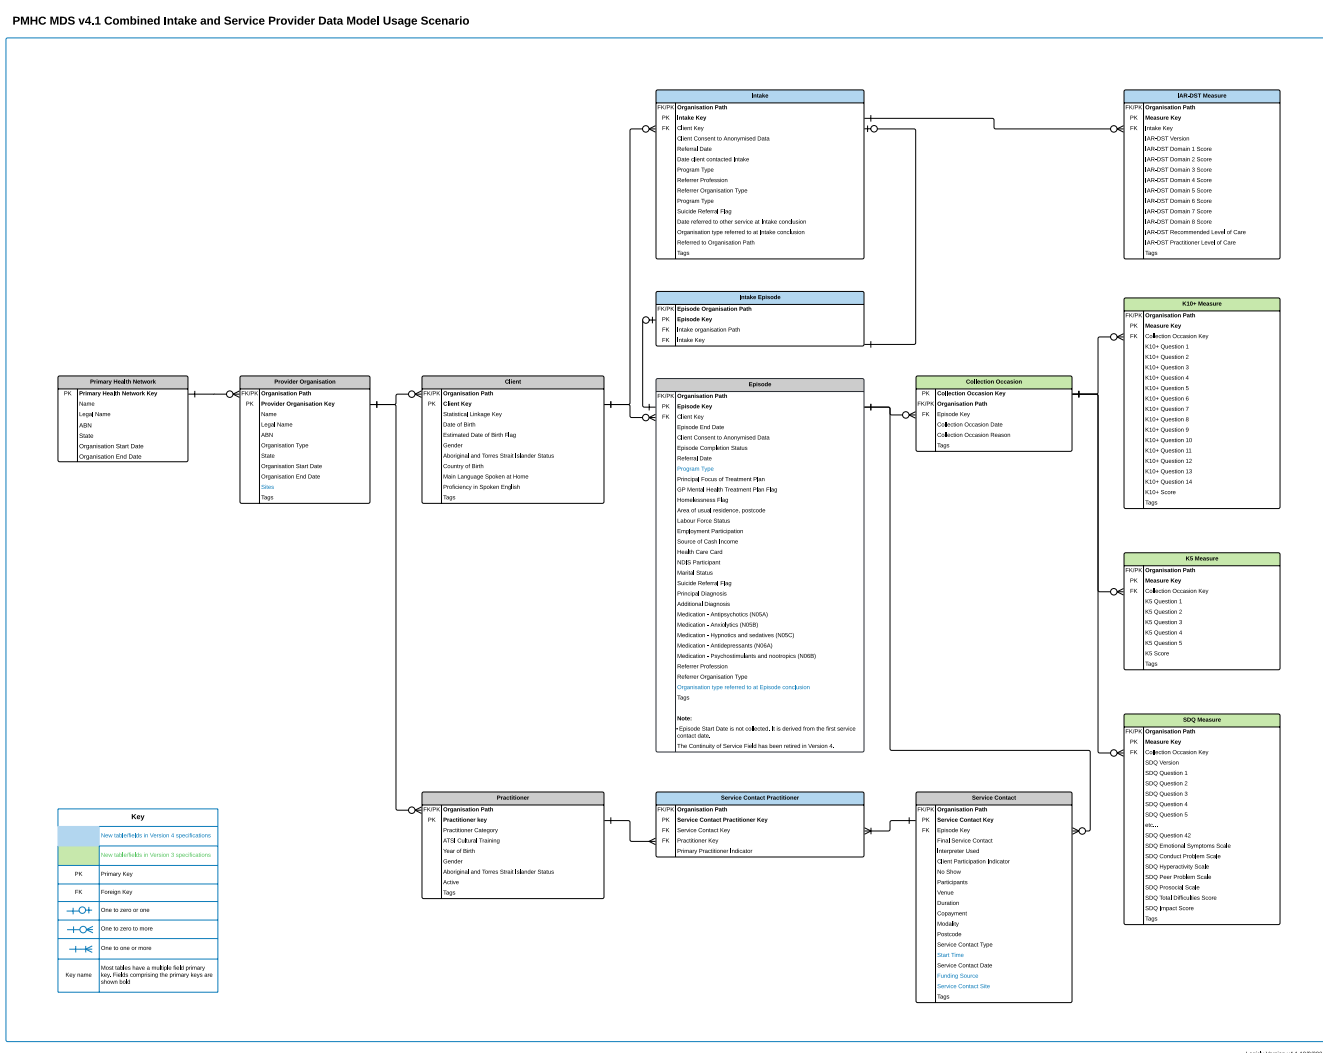 PMHC MDS v4.1 Combined Intake and Service Provider Data Model Usage Scenario
Intake
FK/PK Organisation Path
PK Intake Key
FK Client Key
Client Consent to Anonymised Data
Referral Date
Date client contacted Intake
Program Type
Referrer Profession
Referrer Organisation Type
Program Type
Suicide Referral Flag
Date referred to other service at Intake conclusion
Organisation type referred to at Intake conclusion
Referred to Organisation Path
Tags
IAR-DST Measure
FK/PK Organisation Path
PK Measure Key
FK Intake Key
IAR-DST Version
IAR-DST Domain 1 Score
IAR-DST Domain 2 Score
IAR-DST Domain 3 Score
IAR-DST Domain 4 Score
IAR-DST Domain 5 Score
IAR-DST Domain 6 Score
IAR-DST Domain 7 Score
IAR-DST Domain 8 Score
IAR-DST Recommended Level of Care
IAR-DST Practitioner Level of Care
Tags
Intake Episode
FK/PK Episode Organisation Path
PK Episode Key
FK Intake organisation Path
FK Intake Key
K10+ Measure
FK/PK Organisation Path
PK Measure Key
FK Collection Occasion Key
K10+ Question 1
K10+ Question 2
K10+ Question 3
K10+ Question 4
K10+ Question 5
K10+ Question 6
K10+ Question 7
K10+ Question 8
K10+ Question 9
K10+ Question 10
K10+ Question 11
K10+ Question 12
K10+ Question 13
K10+ Question 14
K10+ Score
Tags
Primary Health Network
PK Primary Health Network Key
Name
Legal Name
ABN
State
Organisation Start Date
Organisation End Date
Provider Organisation
FK/PK Organisation Path
PK Provider Organisation Key
Name
Legal Name
ABN
Organisation Type
State
Organisation Start Date
Organisation End Date
Sites
Tags
Client
FK/PK Organisation Path
PK Client Key
Statistical Linkage Key
Date of Birth
Estimated Date of Birth Flag
Gender
Aboriginal and Torres Strait Islander Status
Country of Birth
Main Language Spoken at Home
Proficiency in Spoken English
Tags
Episode
FK/PK Organisation Path
PK Episode Key
FK Client Key
Episode End Date
Client Consent to Anonymised Data
Episode Completion Status
Referral Date
Program Type
Principal Focus of Treatment Plan
GP Mental Health Treatment Plan Flag
Homelessness Flag
Area of usual residence, postcode
Labour Force Status
Employment Participation
Source of Cash Income
Health Care Card
NDIS Participant
Marital Status
Suicide Referral Flag
Principal Diagnosis
Additional Diagnosis
Medication - Antipsychotics (N05A)
Medication - Anxiolytics (N05B)
Medication - Hypnotics and sedatives (N05C)
Medication - Antidepressants (N06A)
Medication - Psychostimulants and nootropics (N06B)
Referrer Profession
Referrer Organisation Type
Organisation type referred to at Episode conclusion
Tags
Note:
- Episode Start Date is not collected. It is derived from the first service
contact date.
The Continuity of Service Field has been retired in Version 4.
Collection Occasion
PK Collection Occasion Key
FK/PK Organisation Path
FK Episode Key
Collection Occasion Date
Collection Occasion Reason
Tags
K5 Measure
FK/PK Organisation Path
PK Measure Key
FK Collection Occasion Key
K5 Question 1
K5 Question 2
K5 Question 3
K5 Question 4
K5 Question 5
K5 Score
Tags
SDQ Measure
FK/PK Organisation Path
PK Measure Key
FK Collection Occasion Key
SDQ Version
SDQ Question 1
SDQ Question 2
SDQ Question 3
SDQ Question 4
SDQ Question 5
etc...
SDQ Question 42
SDQ Emotional Symptoms Scale
SDQ Conduct Problem Scale
SDQ Hyperactivity Scale
SDQ Peer Problem Scale
SDQ Prosocial Scale
SDQ Total Difficulties Score
SDQ Impact Score
Tags
Practitioner
FK/PK Organisation Path
PK Practitioner key
Practitioner Category
ATSI Cultural Training
Year of Birth
Gender
Aboriginal and Torres Strait Islander Status
Active
Tags
Service Contact Practitioner
FK/PK Organisation Path
PK Service Contact Practitioner Key
FK Service Contact Key
FK Practitioner Key
Primary Practitioner Indicator
Service Contact
FK/PK Organisation Path
PK Service Contact Key
FK Episode Key
Final Service Contact
Interpreter Used
Client Participation Indicator
No Show
Participants
Venue
Duration
Copayment
Modality
Postcode
Service Contact Type
Start Time
Service Contact Date
Funding Source
Service Contact Site
Tags
Key
New table/fields in Version 4 specifications
New table/fields in Version 3 specifications
PK Primary Key
FK Foreign Key
One to zero or one
One to zero to more
One to one or more
Key name Most tables have a multiple field primary
key. Fields comprising the primary keys are
shown bold